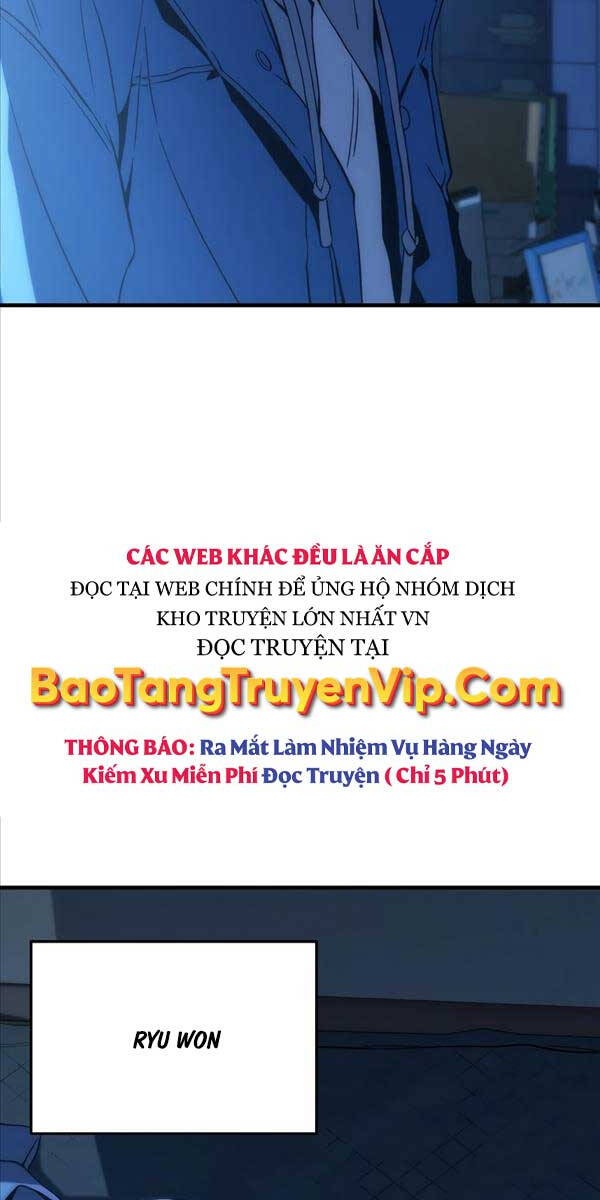 CÁC WEB KHÁC ĐỀU LÀ ĂN CẮP
ĐỌC TẠI WEB CHÍNH ĐỂ ỦNG HỘ NHÓM DỊCH
KHO TRUYỆN LỚN NHẤT VN
ĐỌC TRUYỆN TẠI
BaoTangTruyenVip.Com
THÔNG BÁO: Ra Mắt Làm Nhiệm Vụ Hàng Ngày
Kiếm Xu Miễn Phí Đọc Truyện ( Chỉ 5 Phút)
RYU WON